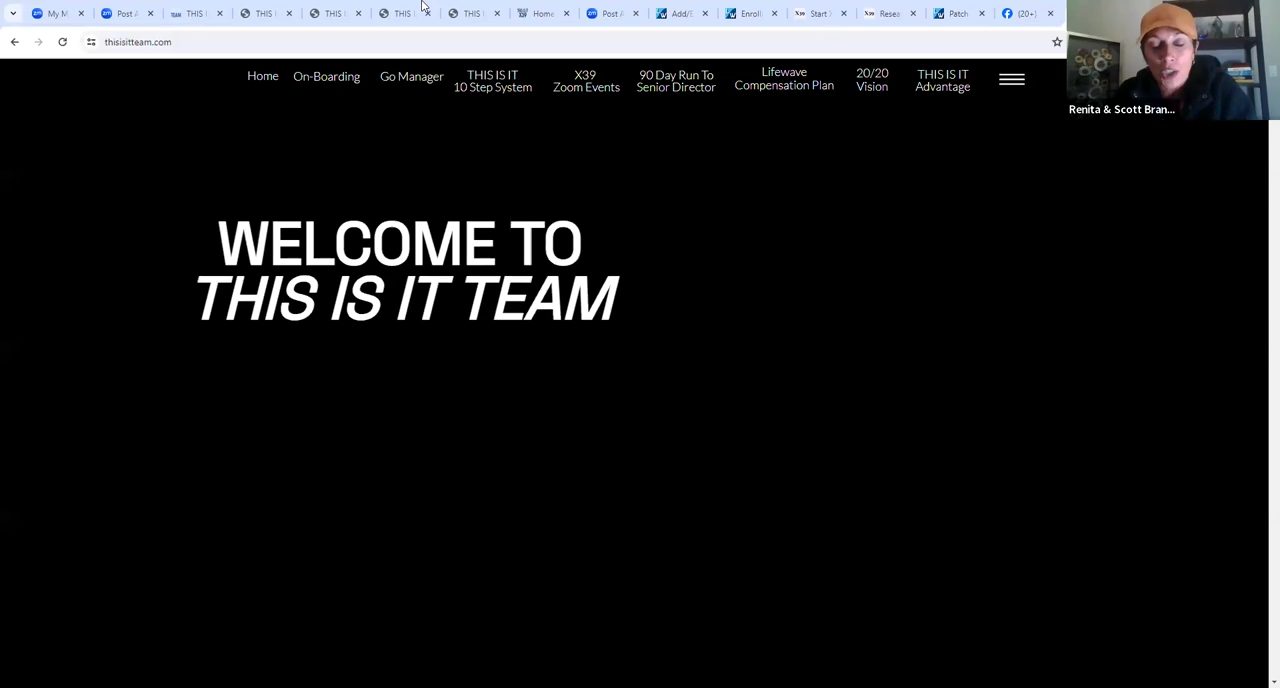 My M
Post A
THIS I
THIS I
THIS I
THIS
THIS
Home
Post A
Add/E
Enroll
Start
Resea
Patch
(20+)
thisisitteam.com
Home
On-Boarding
Go Manager
THIS IS IT
10 Step System
X39
Zoom Events
90 Day Run To
Senior Director
Lifewave
Compensation Plan
20/20
Vision
THIS IS IT
Advantage
Renita & Scott Bran...
WELCOME TO
THIS IS IT TEAM